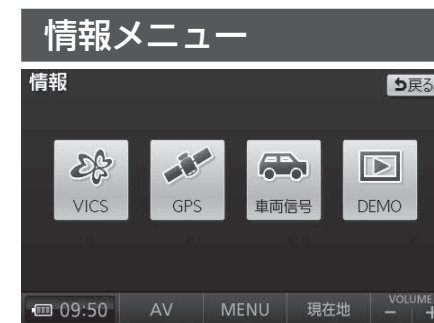 情報メニュー
情報
戻る
VICS
GPS
車両信号
DEMO
09:50
AV
MENU
現在地
VOLUME
− +